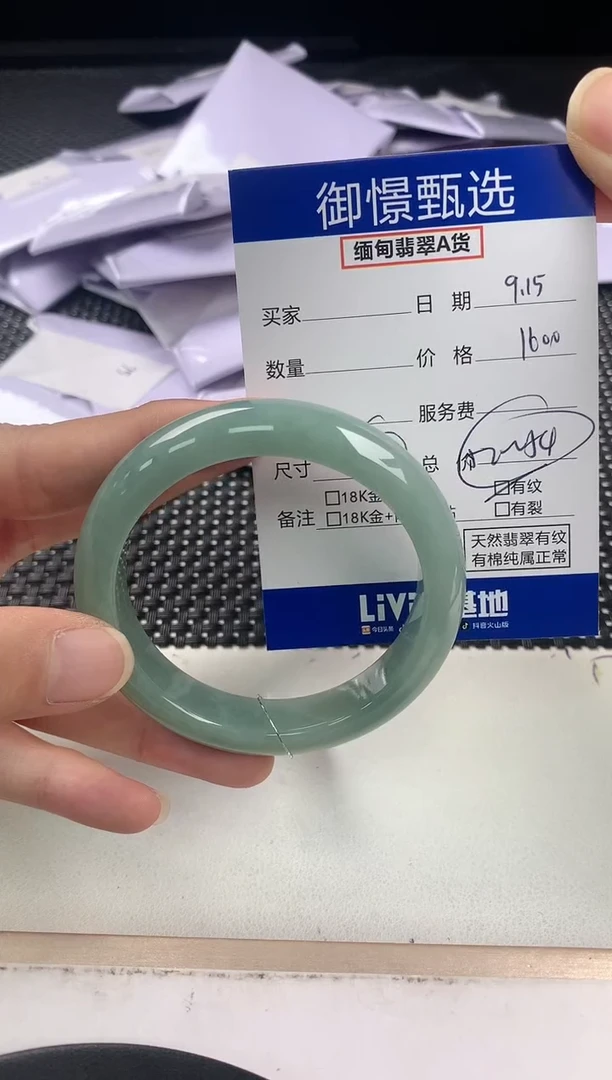 御憬甄选
缅甸翡翠A货
买家 日 期 9.15
数量 价 格 1600
服务费
尺寸 总
□18K金 □有纹
备注 □18K金+ □有裂
天然翡翠有纹
有棉纯属正常
LiV 基地
今日头条 抖音火山版